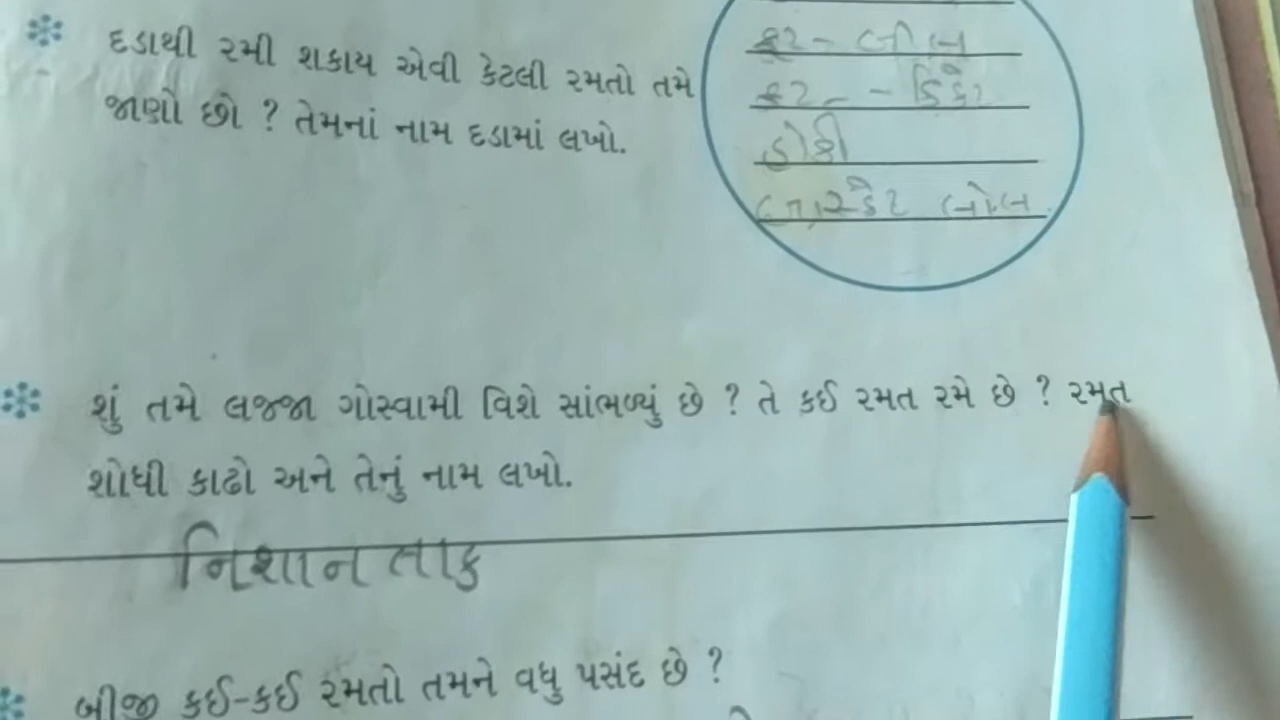 દડાથી રમી શકાય એવી કેટલી રમતો તમે
જાણો છો ? તેમનાં નામ દડામાં લખો.
હોકી
બાસ્કેટ બોલ
શું તમે લજ્જા ગોસ્વામી વિશે સાંભળ્યું છે ? તે કઈ રમત રમે છે ? રમત
શોધી કાઢો અને તેનું નામ લખો.
નિશાન તાક
બીજી કઈ-કઈ રમતો તમને વધુ પસંદ છે ?